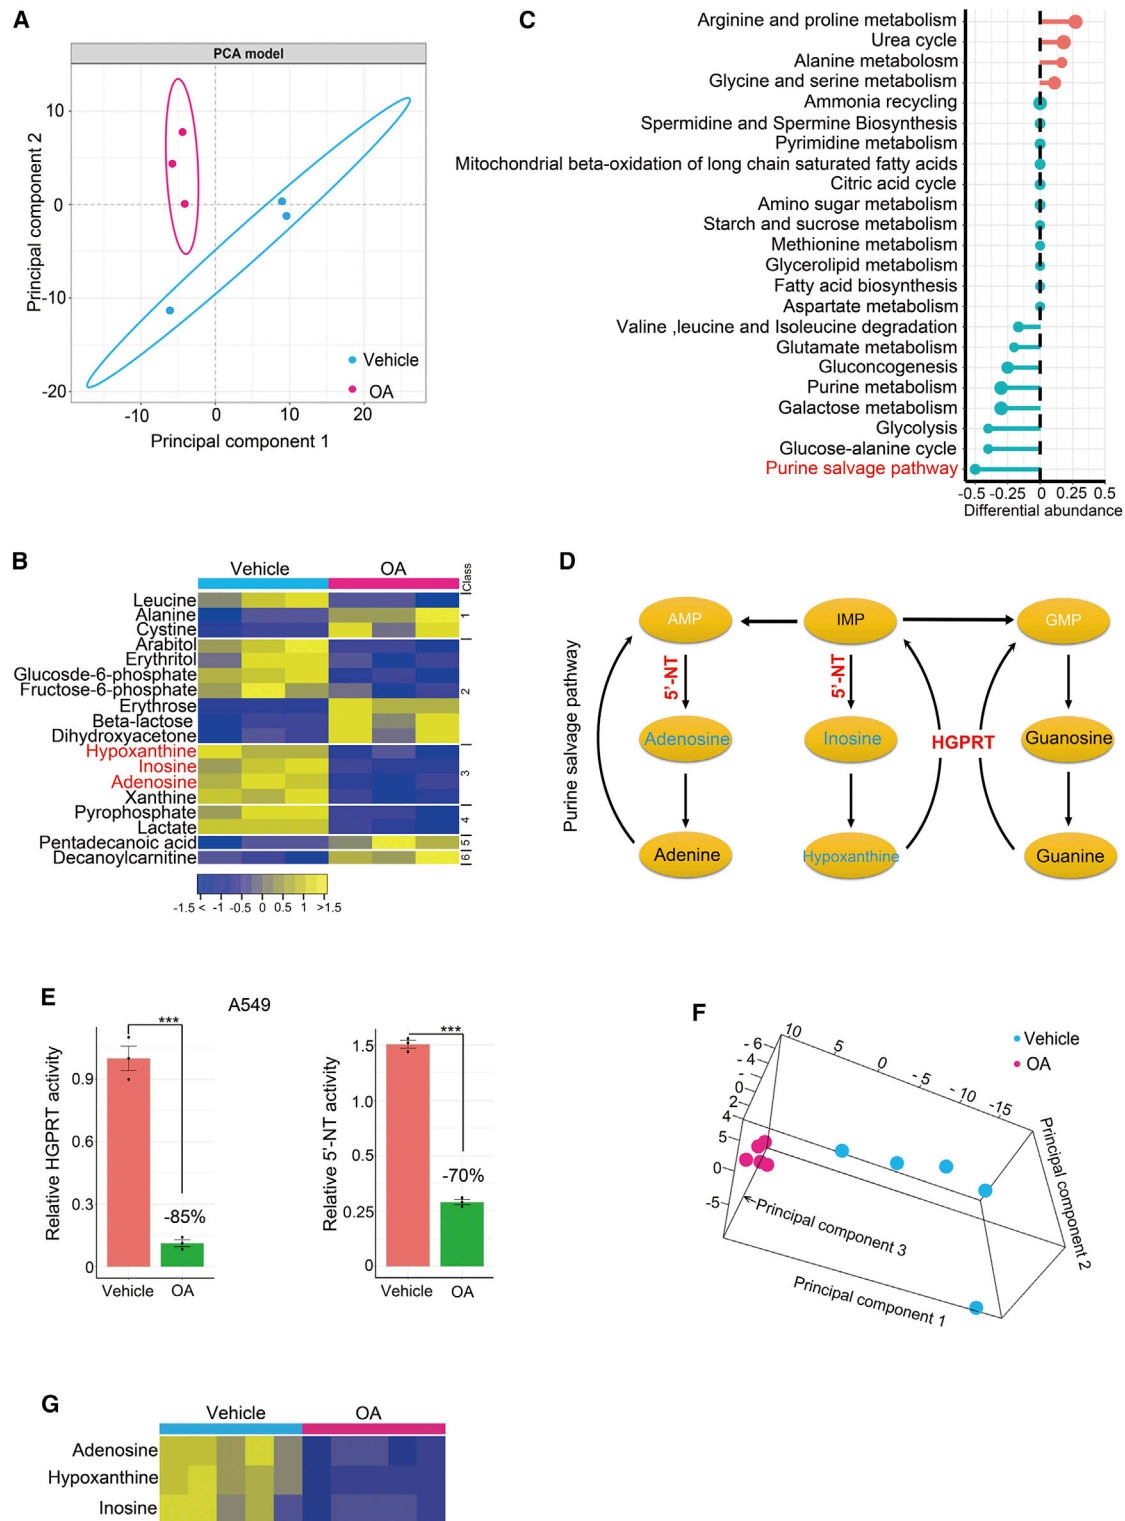 A
PCA model
Principal component 2
10
0
-10
-20
-10
0
10
20
Principal component 1
Vehicle
OA
C
Arginine and proline metabolism
Urea cycle
Alanine metabolosm
Glycine and serine metabolism
Ammonia recycling
Spermidine and Spermine Biosynthesis
Pyrimidine metabolism
Mitochondrial beta-oxidation of long chain saturated fatty acids
Citric acid cycle
Amino sugar metabolism
Starch and sucrose metabolism
Methionine metabolism
Glycerolipid metabolism
Fatty acid biosynthesis
Aspartate metabolism
Valine ,leucine and Isoleucine degradation
Glutamate metabolism
Gluconcogenesis
Purine metabolism
Galactose metabolism
Glycolysis
Glucose-alanine cycle
Purine salvage pathway
-0.5 -0.25 0 0.25 0.5
Differential abundance
B
Vehicle OA Class
Leucine
Alanine
Cystine
1
Arabitol
Erythritol
Glucosde-6-phosphate
Fructose-6-phosphate
Erythrose
Beta-lactose
Dihydroxyacetone
2
Hypoxanthine
Inosine
Adenosine
Xanthine
3
Pyrophosphate
Lactate
4
Pentadecanoic acid
5
Decanoylcarnitine
6
-1.5 < -1 -0.5 0 0.5 1 >1.5
D
Purine salvage pathway
AMP IMP GMP
5'-NT 5'-NT
Adenosine Inosine HGPRT Guanosine
Adenine Hypoxanthine Guanine
E
A549
Relative HGPRT activity
0.9
0.6
0.3
0
***
-85%
Vehicle OA
Relative 5'-NT activity
1.5
1.0
0.5
0.25
0
***
-70%
Vehicle OA
F
Vehicle
OA
10 5 0 -5 -10 -15
-6
-4
-
0
2
4
5
0
-5
Principal component 2
Principal component 3
Principal component 1
G
Vehicle OA
Adenosine
Hypoxanthine
Inosine